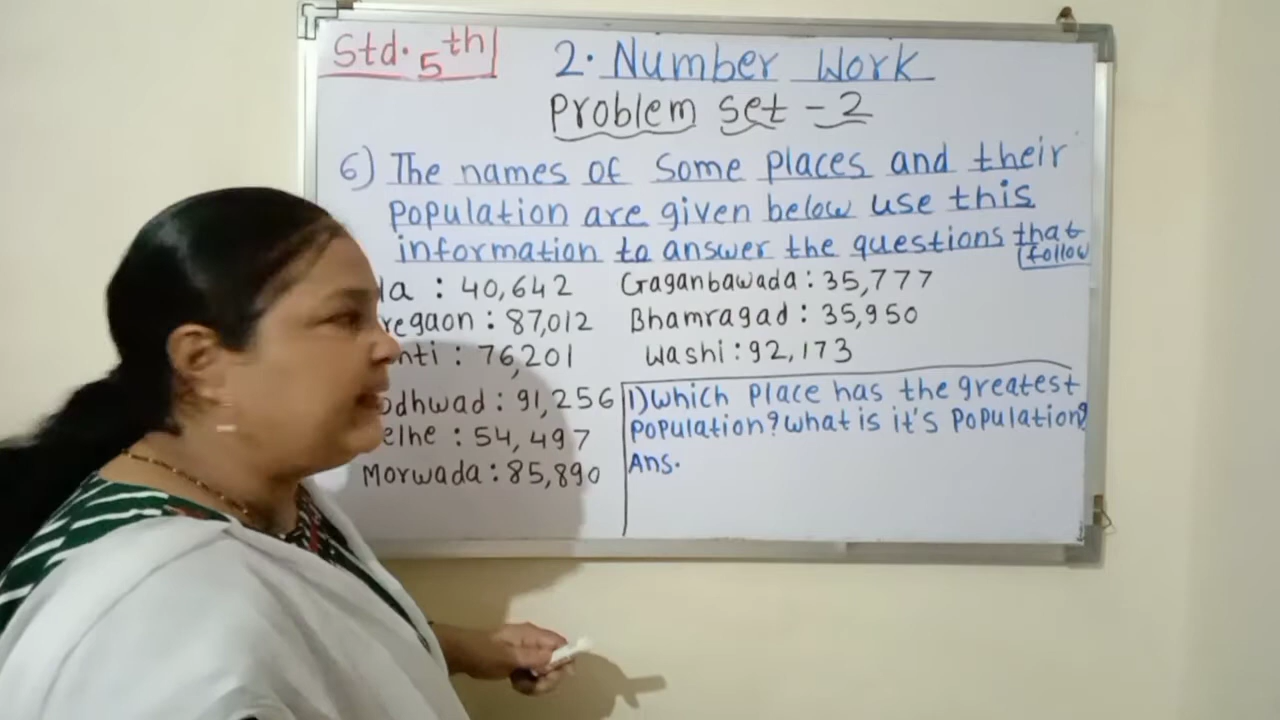 Std. 5th
2. Number Work
Problem set - 2
6) The names of some places and their
population are given below use this
information to answer the questions that
follow
: 40,642 Gaganbawada : 35,777
: 87,012 Bhamragad : 35,950
: 76,201 Washi : 92,173
: 91,256 1) Which place has the greatest
: 54,497 population? What is it's population?
Morwada : 85,890 Ans.